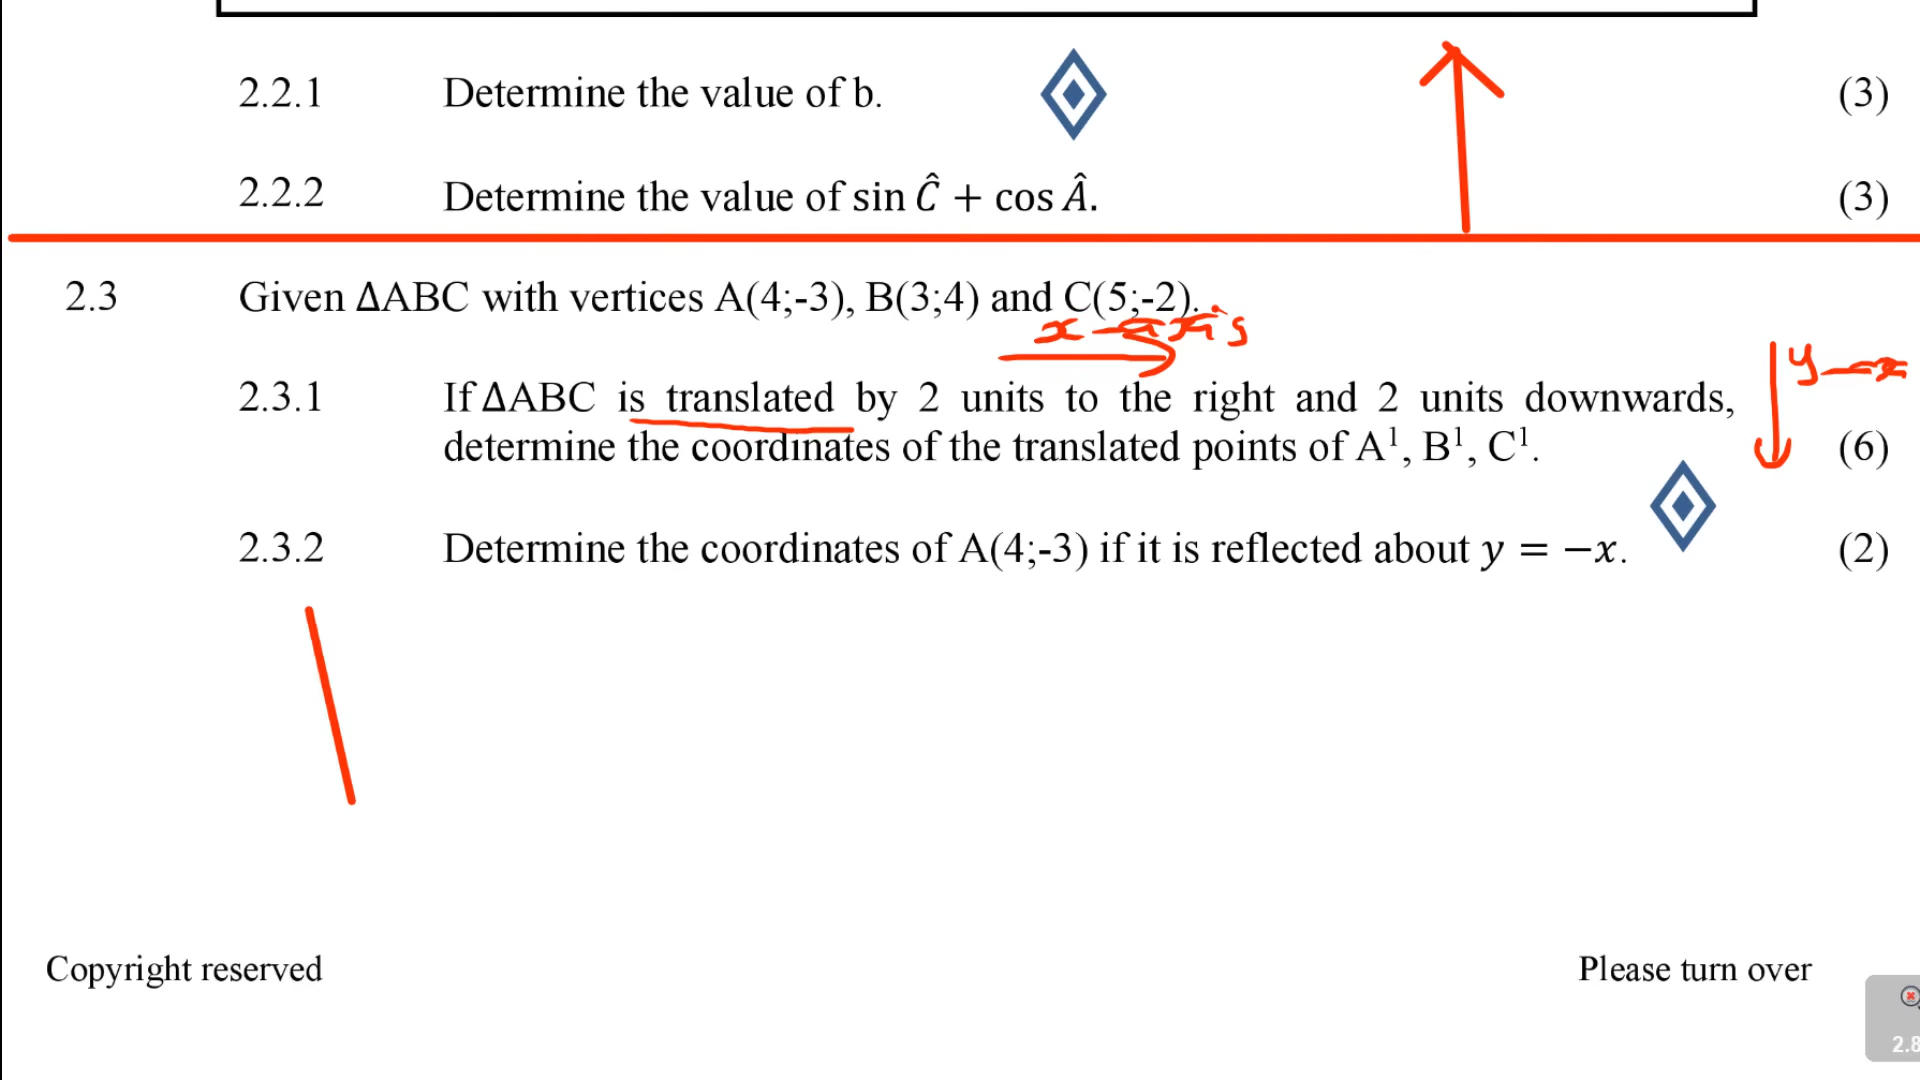 2.2.1 Determine the value of b. (3)
2.2.2 Determine the value of sin Ĉ + cos Â. (3)
2.3 Given ΔABC with vertices A(4;-3), B(3;4) and C(5;-2).
x-axis
y-
2.3.1 If ΔABC is translated by 2 units to the right and 2 units downwards,
determine the coordinates of the translated points of A¹, B¹, C¹. (6)
2.3.2 Determine the coordinates of A(4;-3) if it is reflected about y = −x. (2)
Copyright reserved Please turn over
2.8